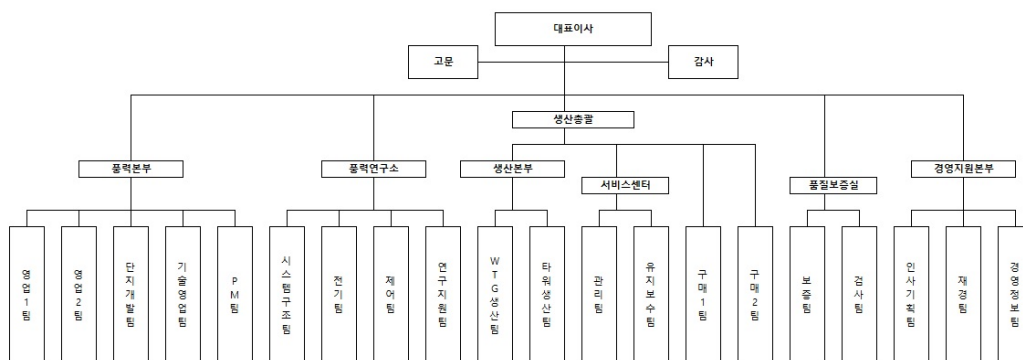 대표이사
고문
감사
생산총괄
풍력본부
풍력연구소
생산본부
서비스센터
품질보증실
경영지원본부
영업1팀
영업2팀
단지개발팀
기술영업팀
PM팀
시스템구조팀
전기팀
제어팀
연구지원팀
WTG생산팀
타워생산팀
관리팀
유지보수팀
구매1팀
구매2팀
보증팀
검사팀
인사기획팀
재경팀
경영정보팀